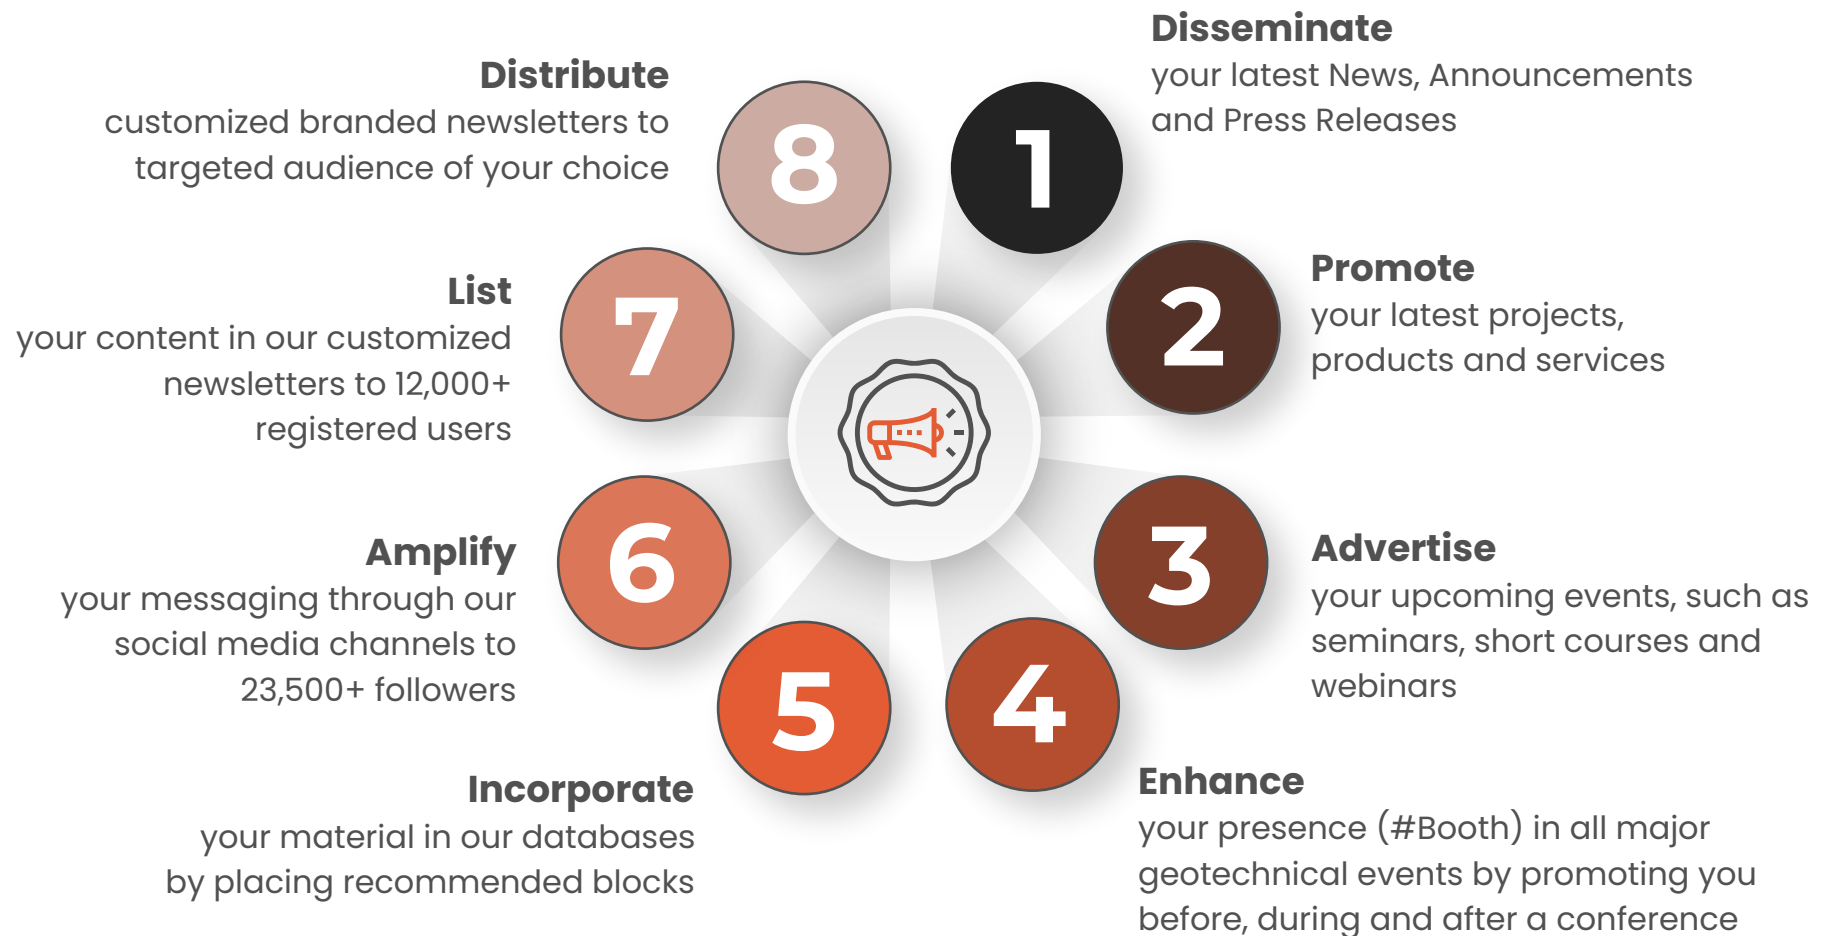 1
Disseminate
your latest News, Announcements
and Press Releases
2
Promote
your latest projects,
products and services
3
Advertise
your upcoming events, such as
seminars, short courses and
webinars
4
Enhance
your presence (#Booth) in all major
geotechnical events by promoting you
before, during and after a conference
5
Incorporate
your material in our databases
by placing recommended blocks
6
Amplify
your messaging through our
social media channels to
23,500+ followers
7
List
your content in our customized
newsletters to 12,000+
registered users
8
Distribute
customized branded newsletters to
targeted audience of your choice